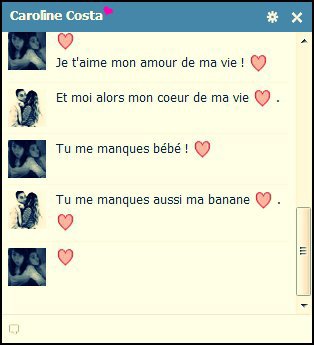 Caroline Costa
Je t'aime mon amour de ma vie !
Et moi alors mon coeur de ma vie .
Tu me manques bébé !
Tu me manques aussi ma banane .